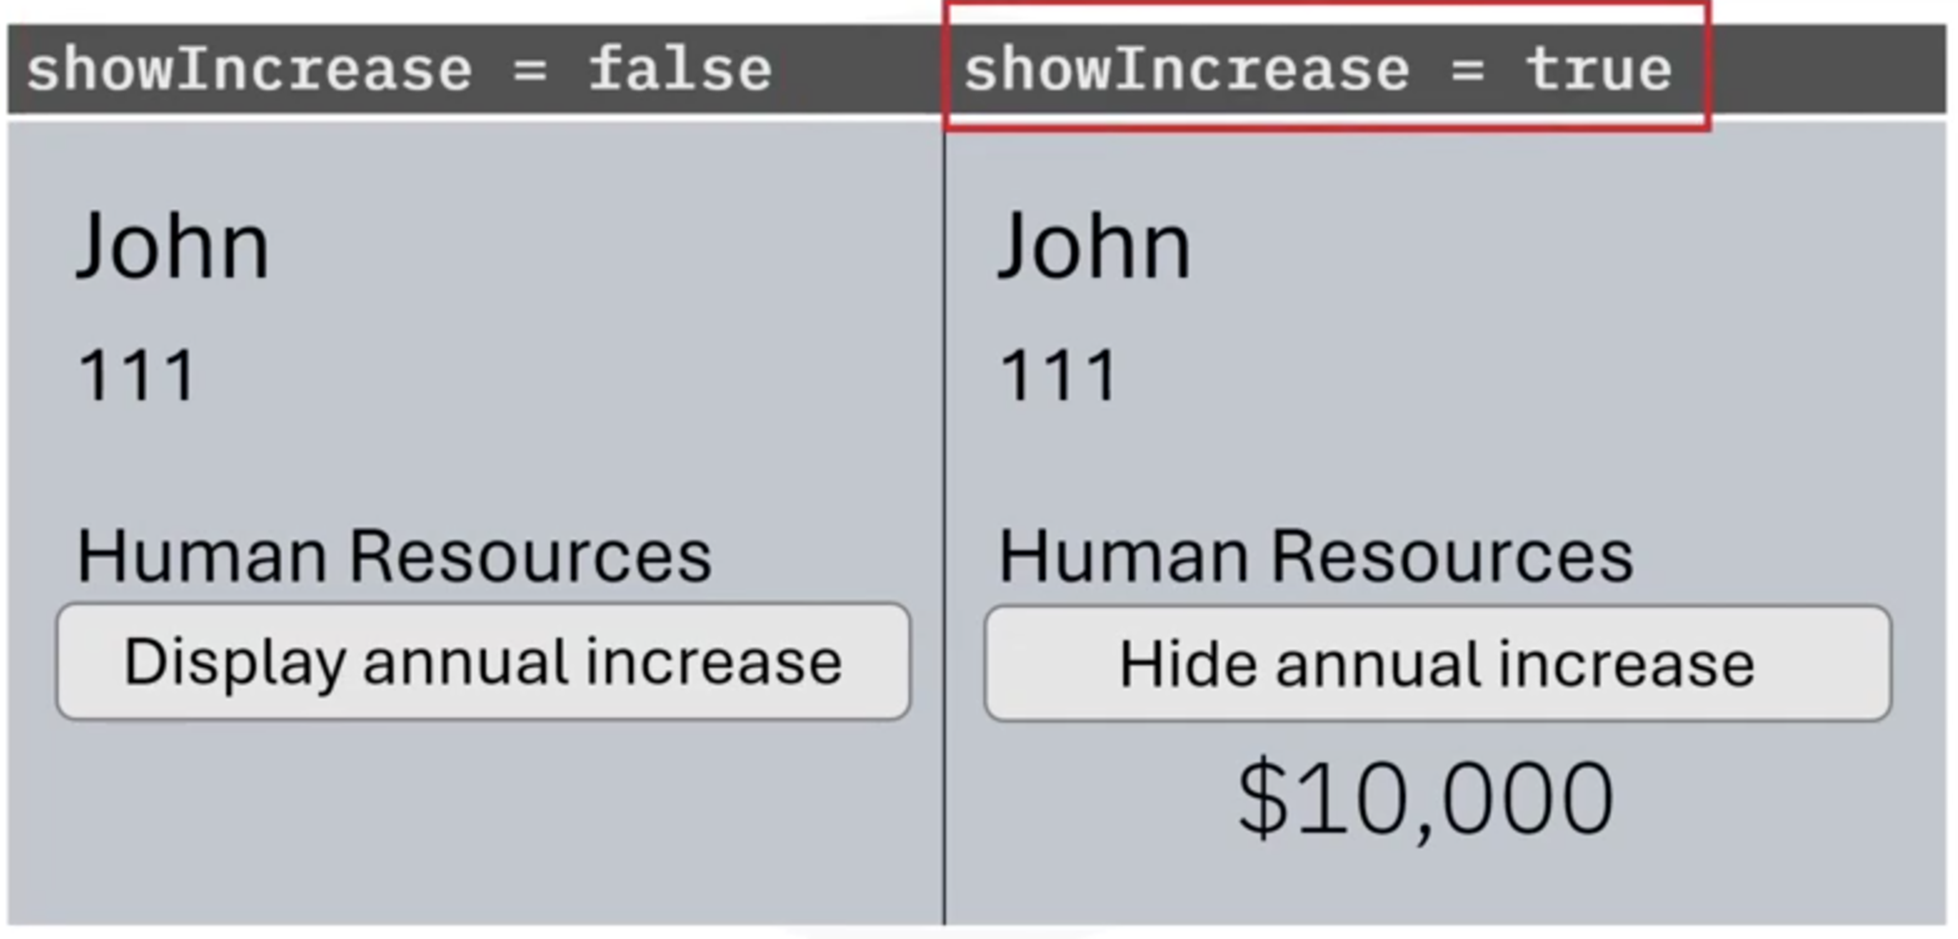 showIncrease = false
showIncrease = true
John
111
Human Resources
Display annual increase
John
111
Human Resources
Hide annual increase
$10,000